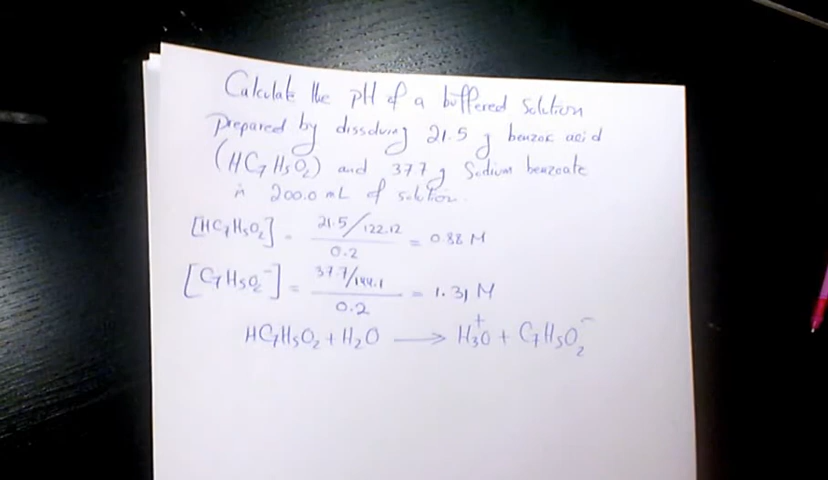 Calculate the pH of a buffered solution
prepared by dissolving 21.5 g benzoic acid
(HC7H5O2) and 37.7 g Sodium benzoate
in 200.0 mL of solution.
[HC7H5O2] = 21.5/122.12 / 0.2 = 0.88 M
[C7H5O2⁻] = 37.7/144.1 / 0.2 = 1.31 M
HC7H5O2 + H2O → H3O⁺ + C7H5O2⁻